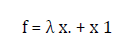 f = λ x. + x 1